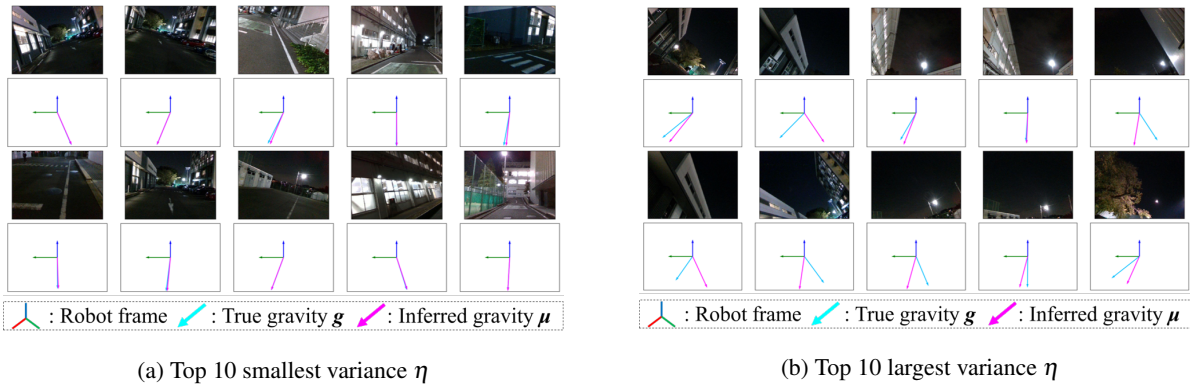 : Robot frame : True gravity g : Inferred gravity μ
(a) Top 10 smallest variance η
: Robot frame : True gravity g : Inferred gravity μ
(b) Top 10 largest variance η